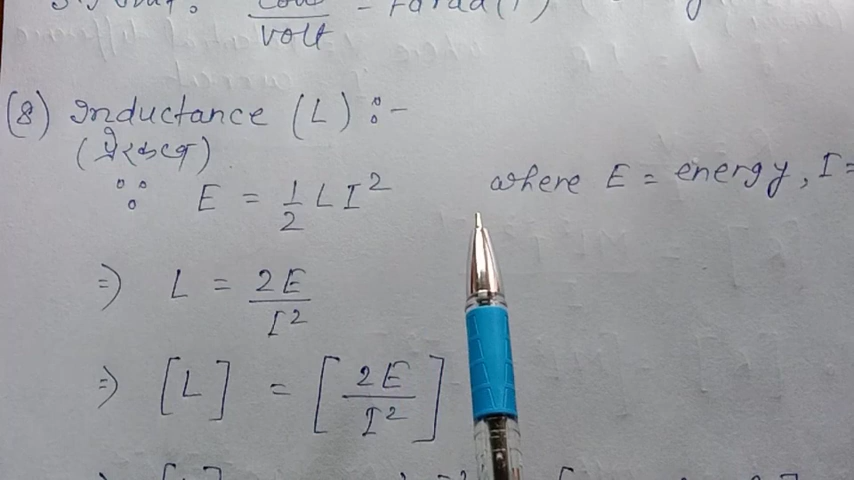 volt
(8) Inductance (L) :-
(प्रेरकत्व)
∵ E = 1/2 L I² where E = energy, I =
⇒ L = 2E/I²
⇒ [L] = [2E/I²]